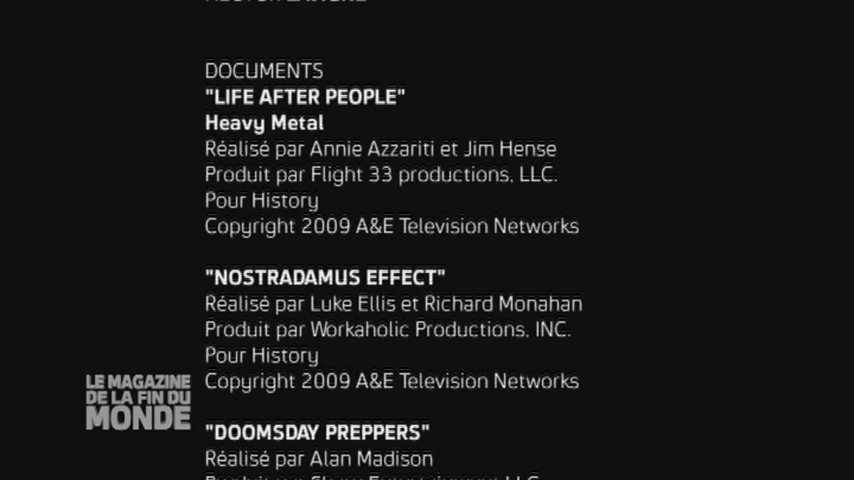 DOCUMENTS
"LIFE AFTER PEOPLE"
Heavy Metal
Réalisé par Annie Azzariti et Jim Hense
Produit par Flight 33 productions, LLC.
Pour History
Copyright 2009 A&E Television Networks
"NOSTRADAMUS EFFECT"
Réalisé par Luke Ellis et Richard Monahan
Produit par Workaholic Productions, INC.
Pour History
Copyright 2009 A&E Television Networks
LE MAGAZINE
DE LA FIN DU
MONDE
"DOOMSDAY PREPPERS"
Réalisé par Alan Madison